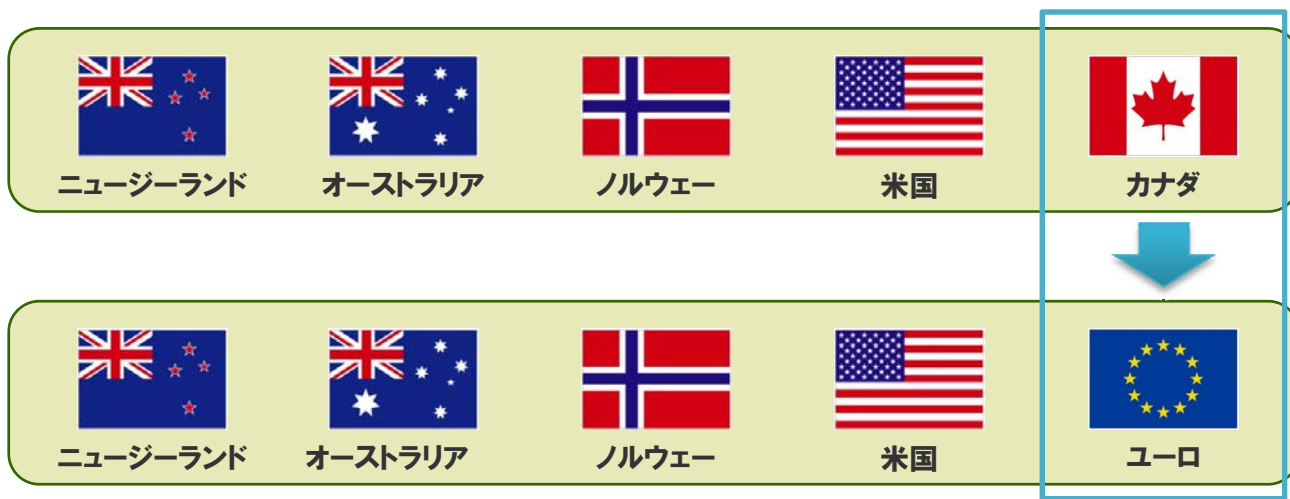 ニュージーランド オーストラリア ノルウェー 米国 カナダ
ニュージーランド オーストラリア ノルウェー 米国 ユーロ